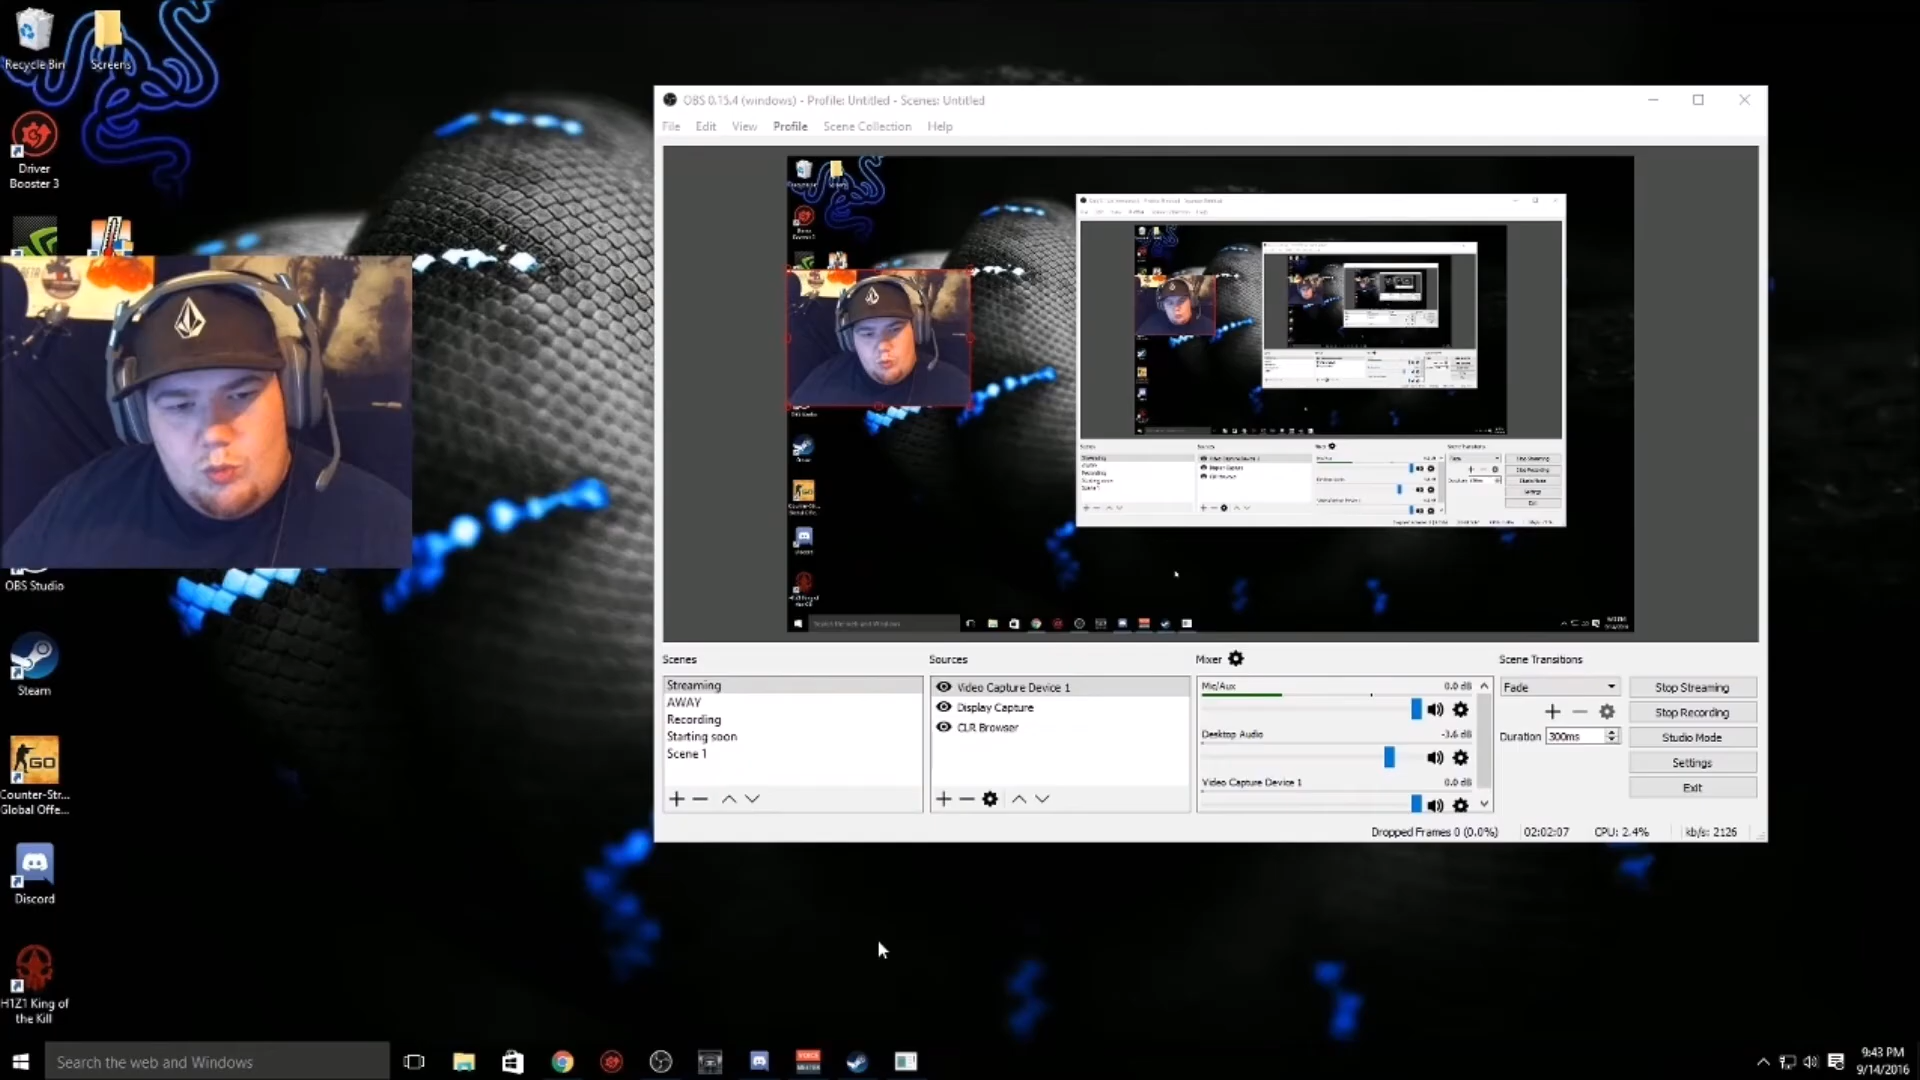 Recycle Bin
Screens
Driver
Booster 3
OBS Studio
Steam
GO
Counter-Str...
Global Offe...
Discord
H1Z1 King of
the Kill
OBS 0.15.4 (windows) - Profile: Untitled - Scenes: Untitled
File Edit View Profile Scene Collection Help
Scenes
Streaming
AWAY
Recording
Starting soon
Scene 1
Sources
Video Capture Device 1
Display Capture
CLR Browser
Mixer
Mic/Aux 0.0 dB
Desktop Audio -3.6 dB
Video Capture Device 1 0.0 dB
Scene Transitions
Fade
Duration 300ms
Stop Streaming
Stop Recording
Studio Mode
Settings
Exit
Dropped Frames 0 (0.0%) 02:02:07 CPU: 2.4% kb/s: 2126
Search the web and Windows
9:43 PM
9/14/2016